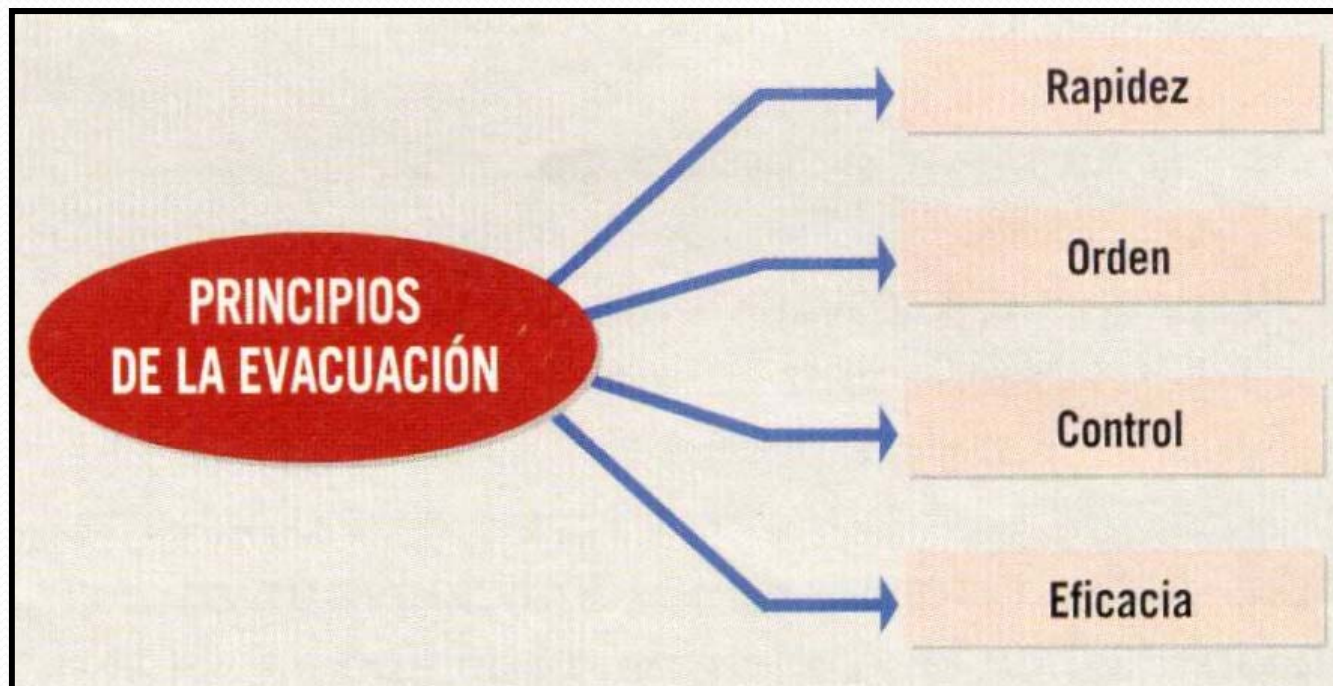 PRINCIPIOS
DE LA EVACUACIÓN
Rapidez
Orden
Control
Eficacia